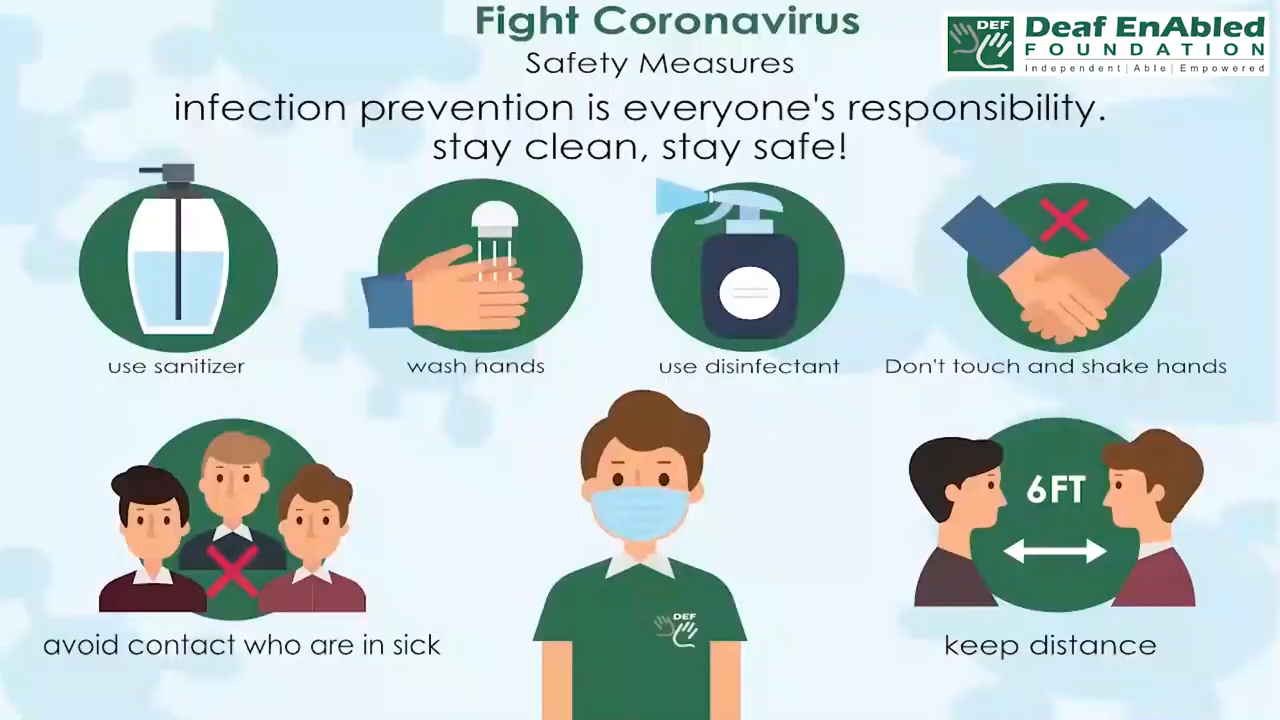 Fight Coronavirus
Safety Measures
DEF
Deaf EnAbled
FOUNDATION
Independent | Able | Empowered
infection prevention is everyone's responsibility.
stay clean, stay safe!
use sanitizer
wash hands
use disinfectant
Don't touch and shake hands
6FT
DEF
avoid contact who are in sick
keep distance